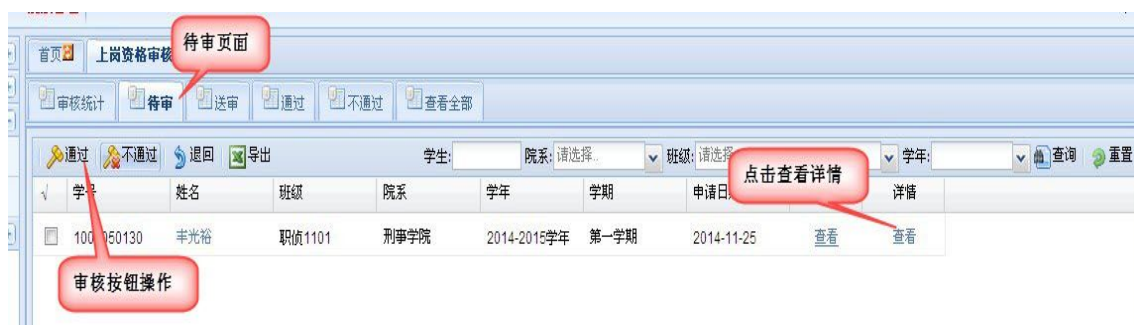 待审页面
首页 上岗资格审核
审核统计 待审 送审 通过 不通过 查看全部
通过 不通过 退回 导出 学生: 院系: 请选择.. 班级: 请选择 学年: 查询 重置
点击查看详情
√ 学号 姓名 班级 院系 学年 学期 申请日 详情
丰光裕 职侦1101 刑事学院 2014-2015学年 第一学期 2014-11-25 查看 查看
审核按钮操作